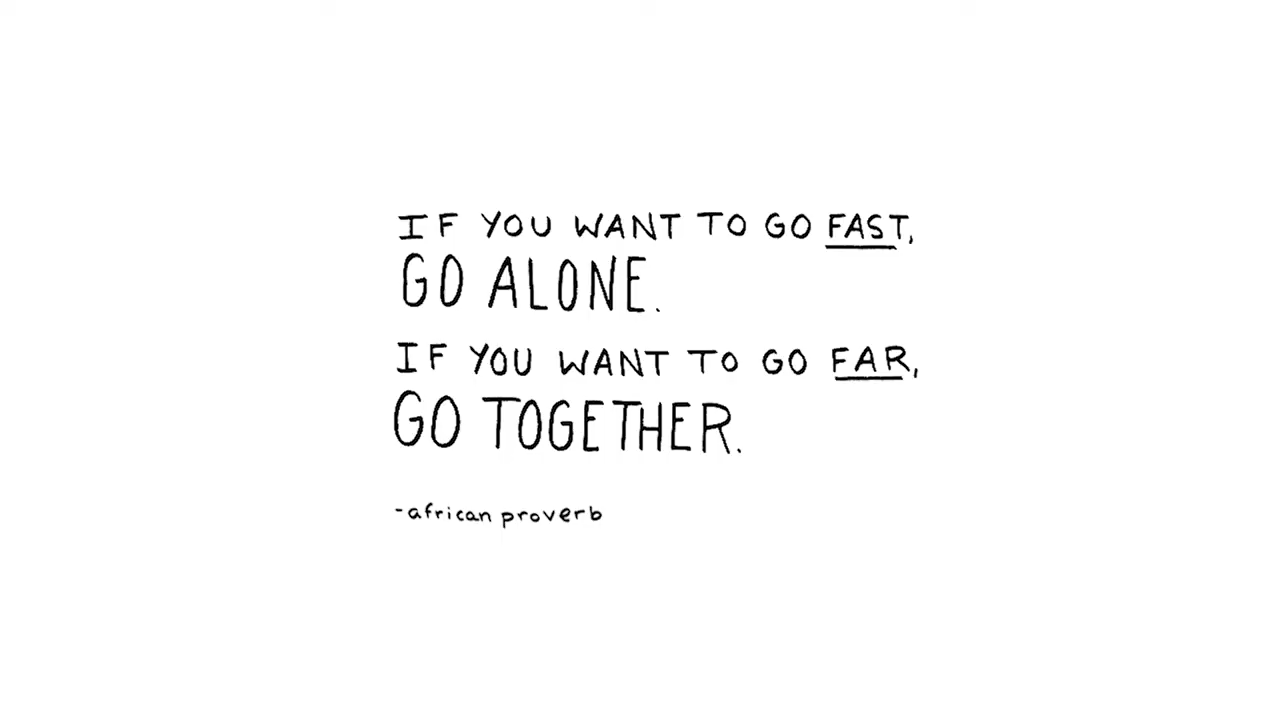 IF YOU WANT TO GO FAST,
GO ALONE.
IF YOU WANT TO GO FAR,
GO TOGETHER.
-african proverb